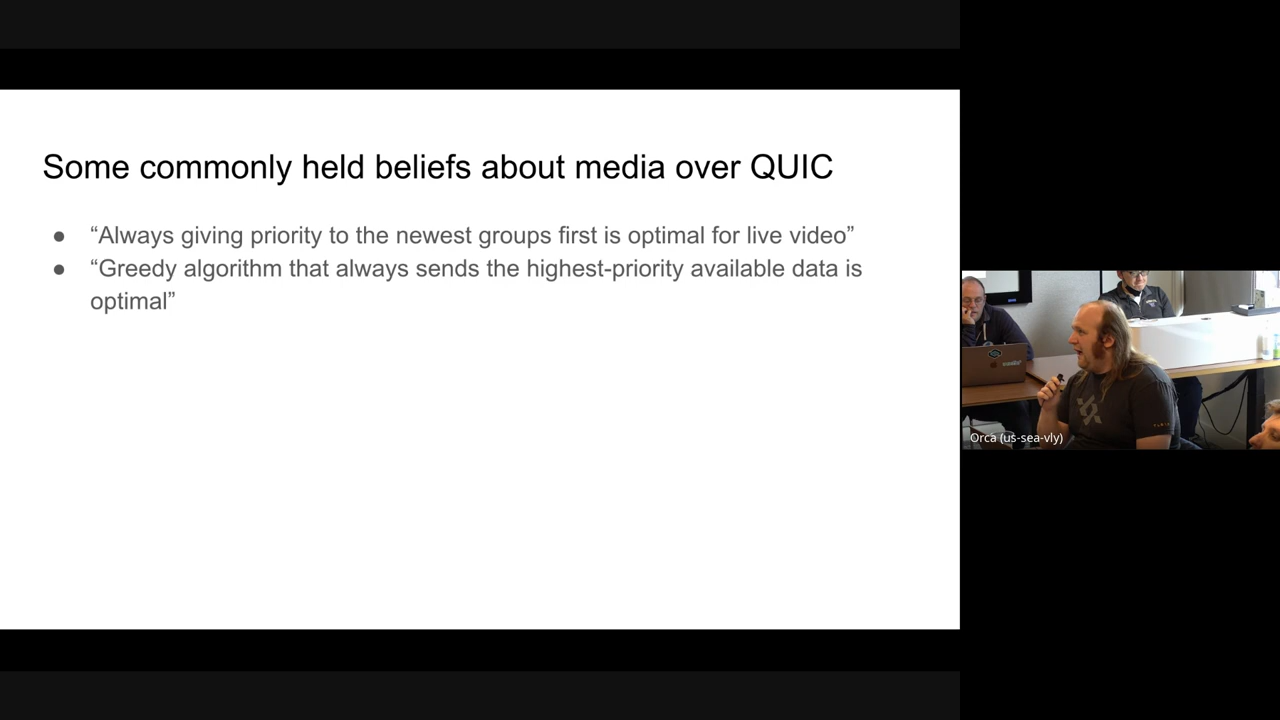 Some commonly held beliefs about media over QUIC
● “Always giving priority to the newest groups first is optimal for live video”
● “Greedy algorithm that always sends the highest-priority available data is
optimal”
Orca (us-sea-vly)